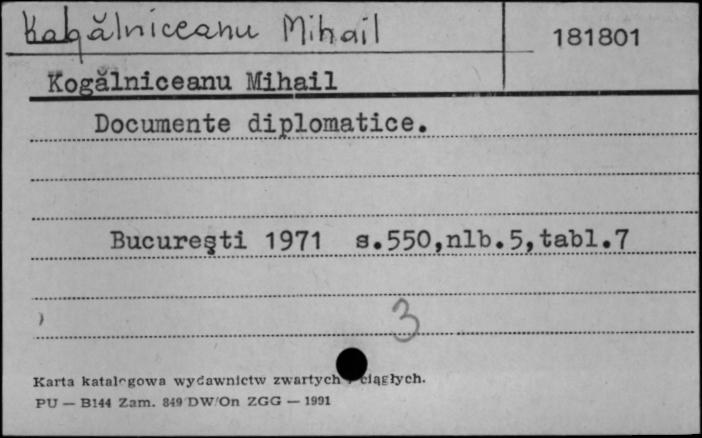 Kogălniceanu Mihail
181801
Kogălniceanu Mihail
Documente diplomatice.
București 1971 s.550,nlb.5,tabl.7
3
Karta katalogowa wydawnictw zwartych ciągłych.
PU — B144 Zam. 849 DW/On ZGG — 1991